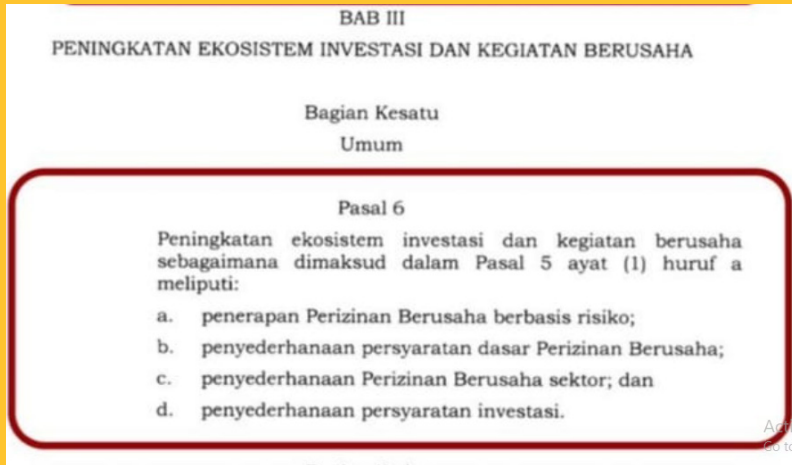 BAB III
PENINGKATAN EKOSISTEM INVESTASI DAN KEGIATAN BERUSAHA
Bagian Kesatu
Umum
Pasal 6
Peningkatan ekosistem investasi dan kegiatan berusaha
sebagaimana dimaksud dalam Pasal 5 ayat (1) huruf a
meliputi:
a. penerapan Perizinan Berusaha berbasis risiko;
b. penyederhanaan persyaratan dasar Perizinan Berusaha;
c. penyederhanaan Perizinan Berusaha sektor; dan
d. penyederhanaan persyaratan investasi.